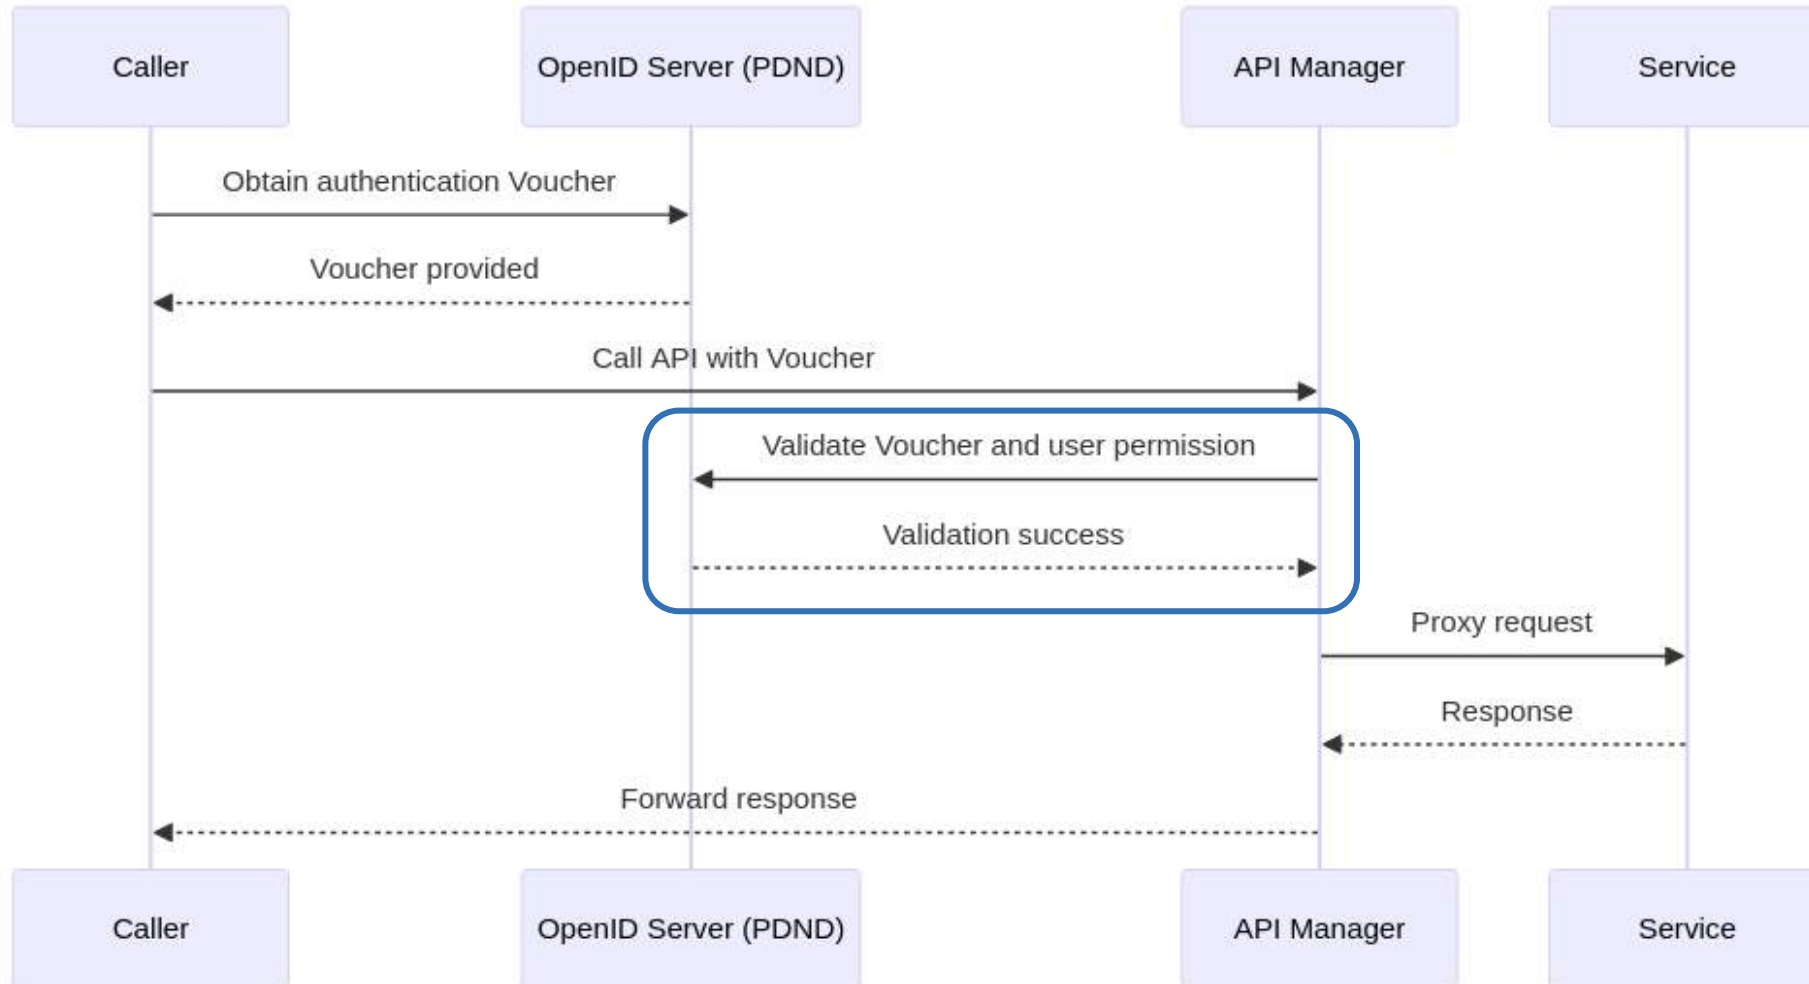 Caller
OpenID Server (PDND)
API Manager
Service
Obtain authentication Voucher
Voucher provided
Call API with Voucher
Validate Voucher and user permission
Validation success
Proxy request
Response
Forward response
Caller
OpenID Server (PDND)
API Manager
Service